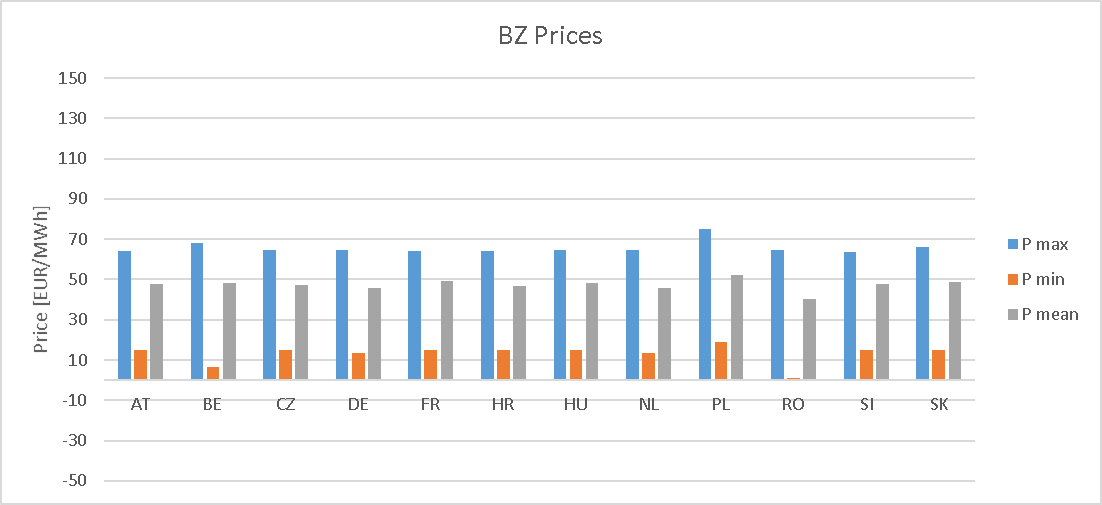 BZ Prices
Price [EUR/MWh]
150
130
110
90
70
50
30
10
-10
-30
-50
AT BE CZ DE FR HR HU NL PL RO SI SK
P max
P min
P mean